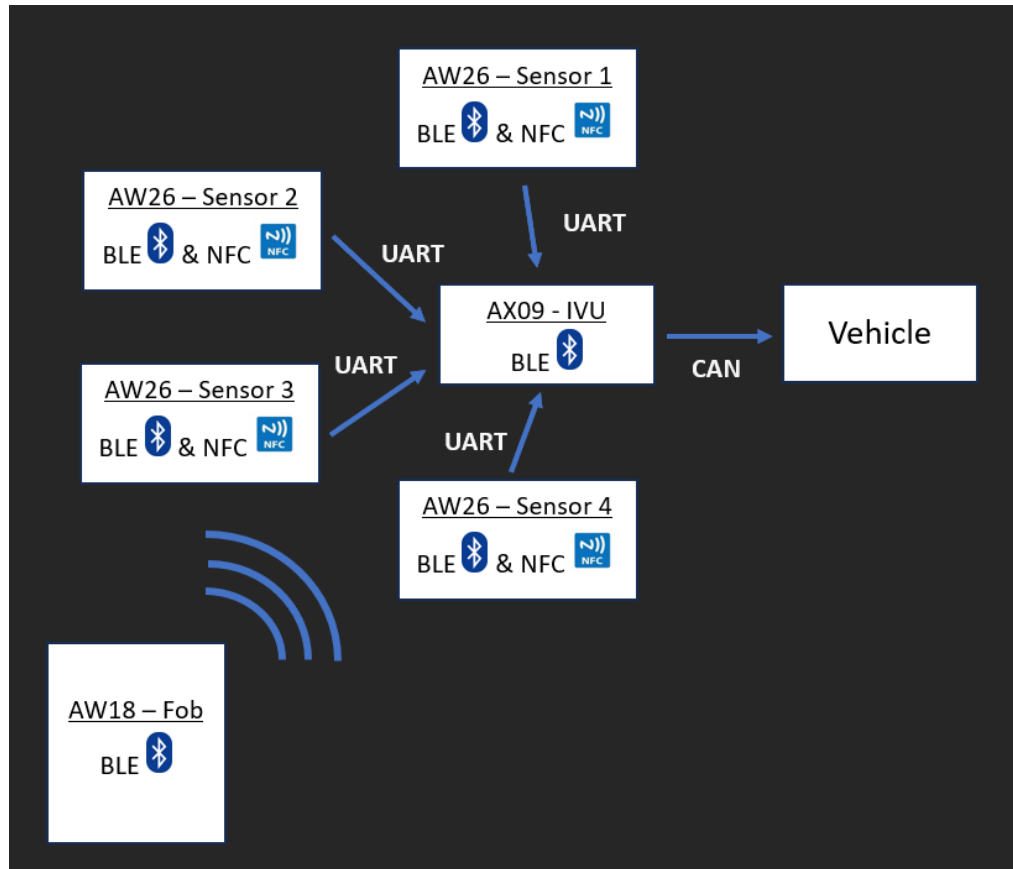 AW26 – Sensor 1
BLE & NFC NFC
UART
AW26 – Sensor 2
BLE & NFC NFC
UART
AX09 - IVU
BLE
CAN
Vehicle
UART
AW26 – Sensor 3
BLE & NFC NFC
UART
AW26 – Sensor 4
BLE & NFC NFC
AW18 – Fob
BLE